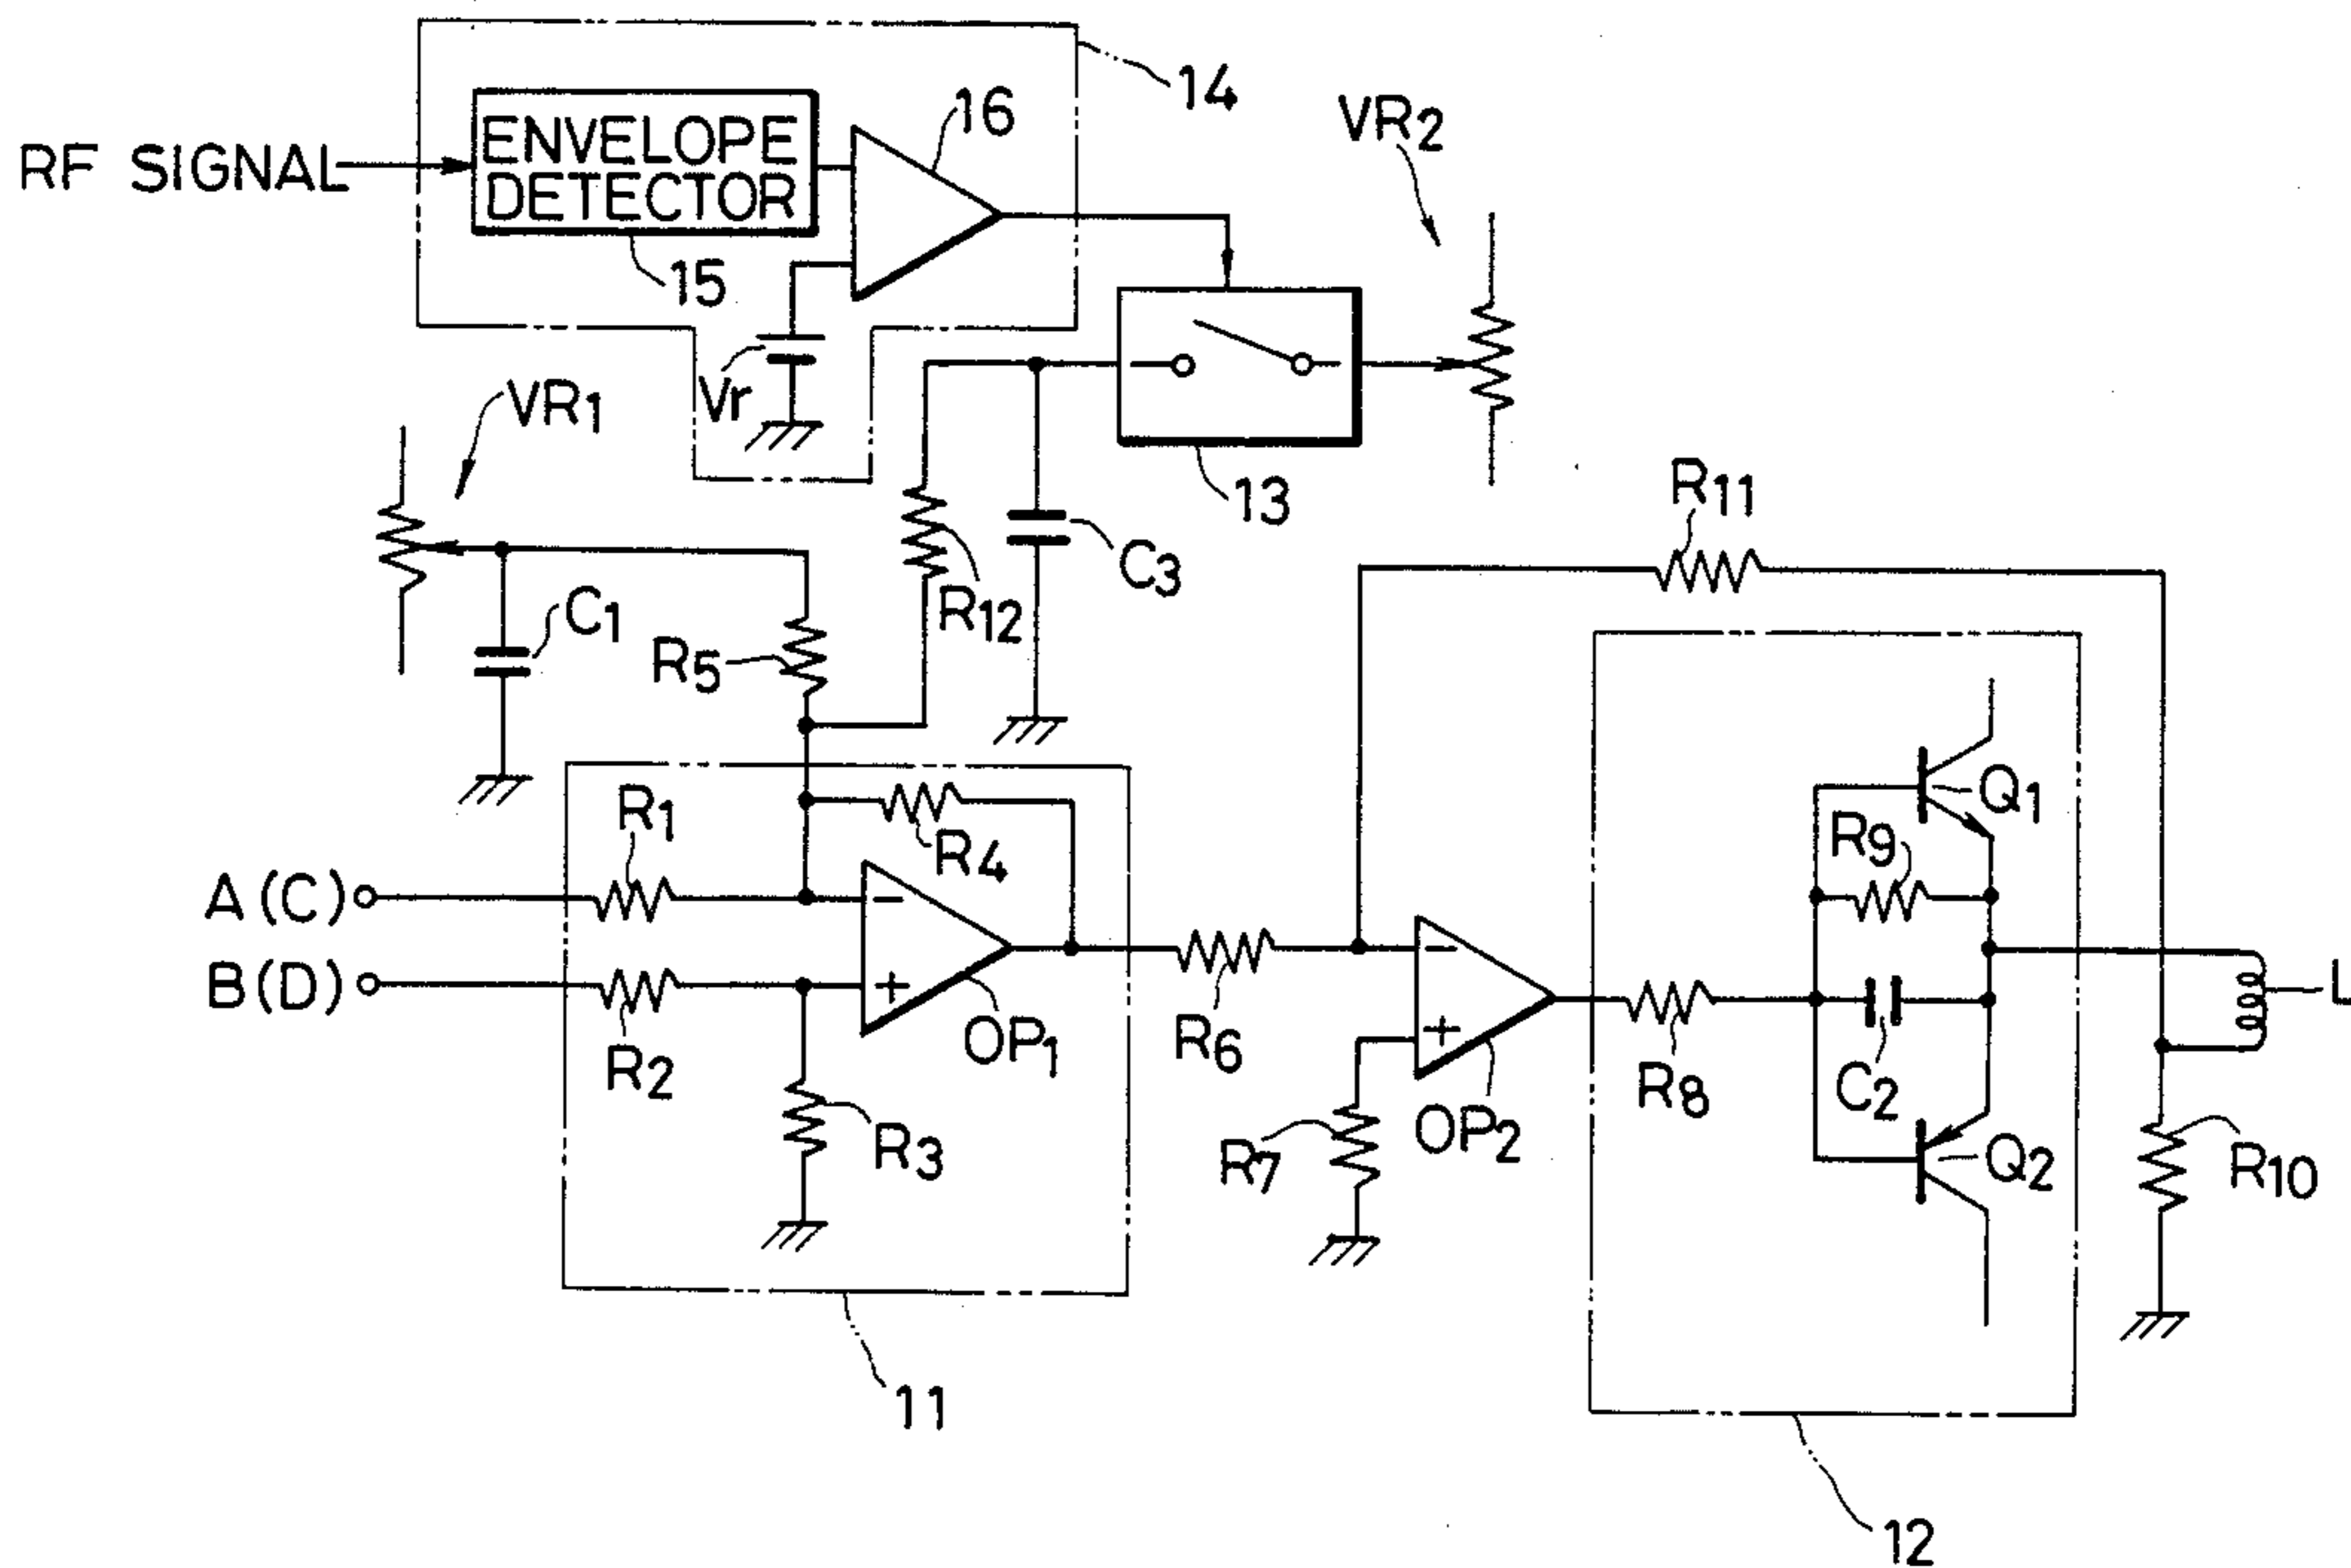 14
16
VR2
RF SIGNAL
ENVELOPE
DETECTOR
15
Vr
VR1
13
R11
C3
R12
C1
R5
R1
Q1
R4
R9
A(C)
B(D)
L
OP1
R6
R2
R8
C2
R3
R7
OP2
Q2
R10
11
12